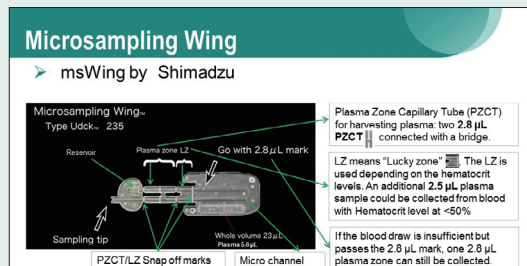 Microsampling Wing
msWing by Shimadzu
Microsampling Wing™
Type Udck™ 235
Reservoir
Plasma zone LZ
Go with 2.8μL mark
Sampling tip
Whole volume 23μL
Plasma 5.6μL
PZCT/LZ Snap off marks
Micro channel
Plasma Zone Capillary Tube (PZCT)
for harvesting plasma: two 2.8 μL
PZCT connected with a bridge.
LZ means “Lucky zone” . The LZ is
used depending on the hematocrit
levels. An additional 2.5 μL plasma
sample could be collected from blood
with Hematocrit level at <50%
If the blood draw is insufficient but
passes the 2.8 μL mark, one 2.8 μL
plasma zone can still be collected.